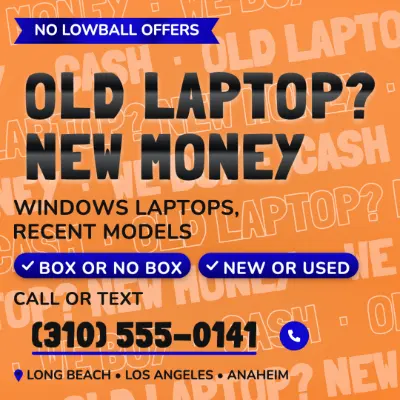 NO LOWBALL OFFERS
OLD LAPTOP?
NEW MONEY
WINDOWS LAPTOPS,
RECENT MODELS
BOX OR NO BOX
NEW OR USED
CALL OR TEXT
(310) 555-0141
LONG BEACH • LOS ANGELES • ANAHEIM